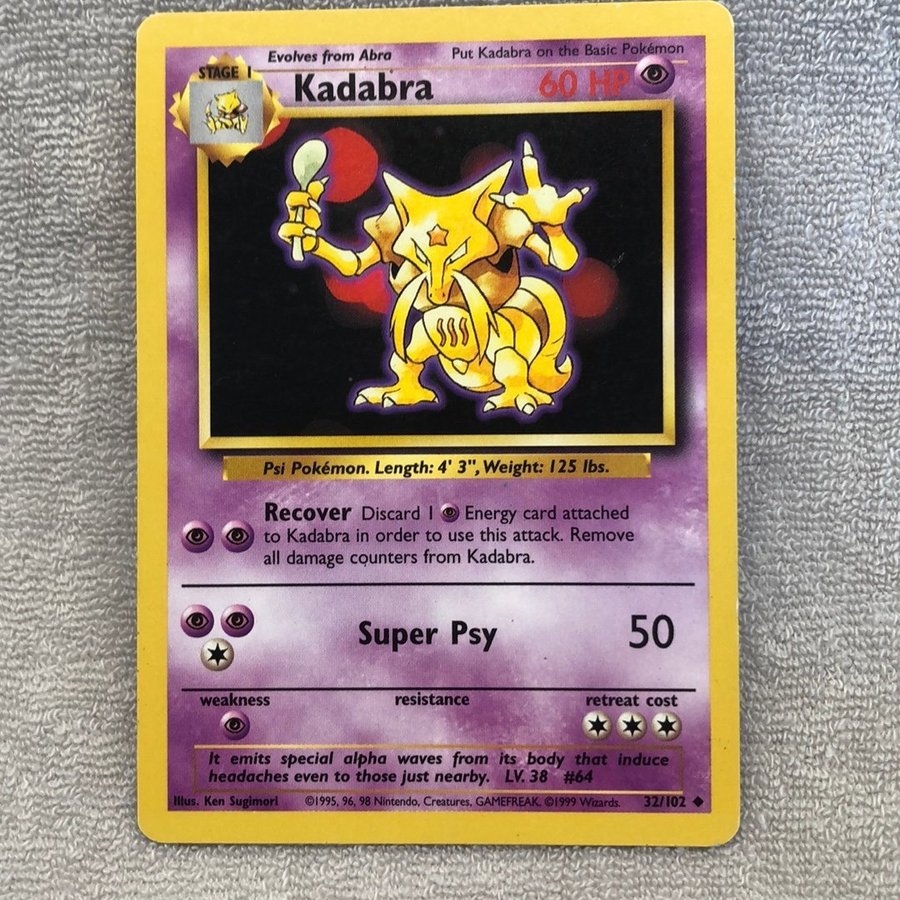 Evolves from Abra
Put Kadabra on the Basic Pokémon
STAGE 1
Kadabra
60 HP
Psi Pokémon. Length: 4' 3", Weight: 125 lbs.
Recover Discard 1 Energy card attached
to Kadabra in order to use this attack. Remove
all damage counters from Kadabra.
Super Psy 50
weakness resistance retreat cost
It emits special alpha waves from its body that induce
headaches even to those just nearby. LV. 38 #64
Illus. Ken Sugimori ©1995, 96, 98 Nintendo, Creatures, GAMEFREAK. ©1999 Wizards. 32/102